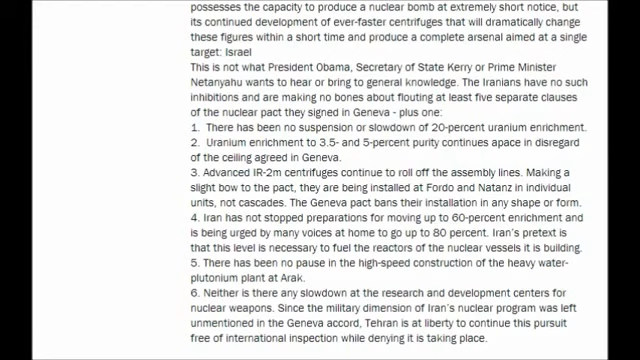 possesses the capacity to produce a nuclear bomb at extremely short notice, but
its continued development of ever-faster centrifuges that will dramatically change
these figures within a short time and produce a complete arsenal aimed at a single
target: Israel
This is not what President Obama, Secretary of State Kerry or Prime Minister
Netanyahu wants to hear or bring to general knowledge. The Iranians have no such
inhibitions and are making no bones about flouting at least five separate clauses
of the nuclear pact they signed in Geneva - plus one:
1. There has been no suspension or slowdown of 20-percent uranium enrichment.
2. Uranium enrichment to 3.5- and 5-percent purity continues apace in disregard
of the ceiling agreed in Geneva.
3. Advanced IR-2m centrifuges continue to roll off the assembly lines. Making a
slight bow to the pact, they are being installed at Fordo and Natanz in individual
units, not cascades. The Geneva pact bans their installation in any shape or form.
4. Iran has not stopped preparations for moving up to 60-percent enrichment and
is being urged by many voices at home to go up to 80 percent. Iran's pretext is
that this level is necessary to fuel the reactors of the nuclear vessels it is building.
5. There has been no pause in the high-speed construction of the heavy water-
plutonium plant at Arak.
6. Neither is there any slowdown at the research and development centers for
nuclear weapons. Since the military dimension of Iran's nuclear program was left
unmentioned in the Geneva accord, Tehran is at liberty to continue this pursuit
free of international inspection while denying it is taking place.